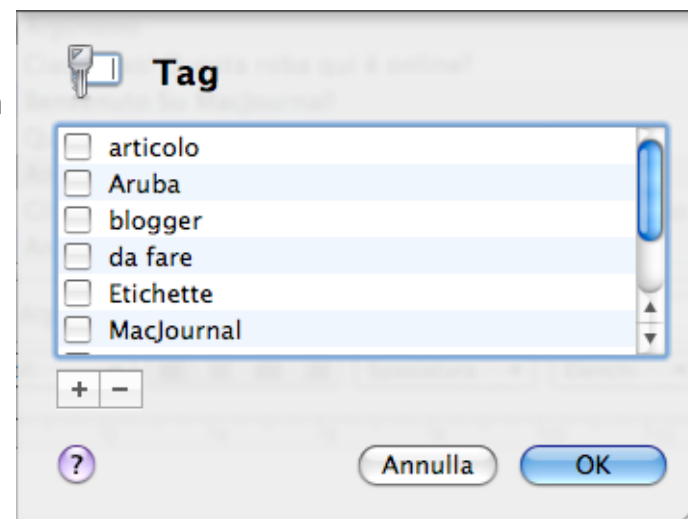 Tag
articolo
Aruba
blogger
da fare
Etichette
MacJournal
+ −
? Annulla OK